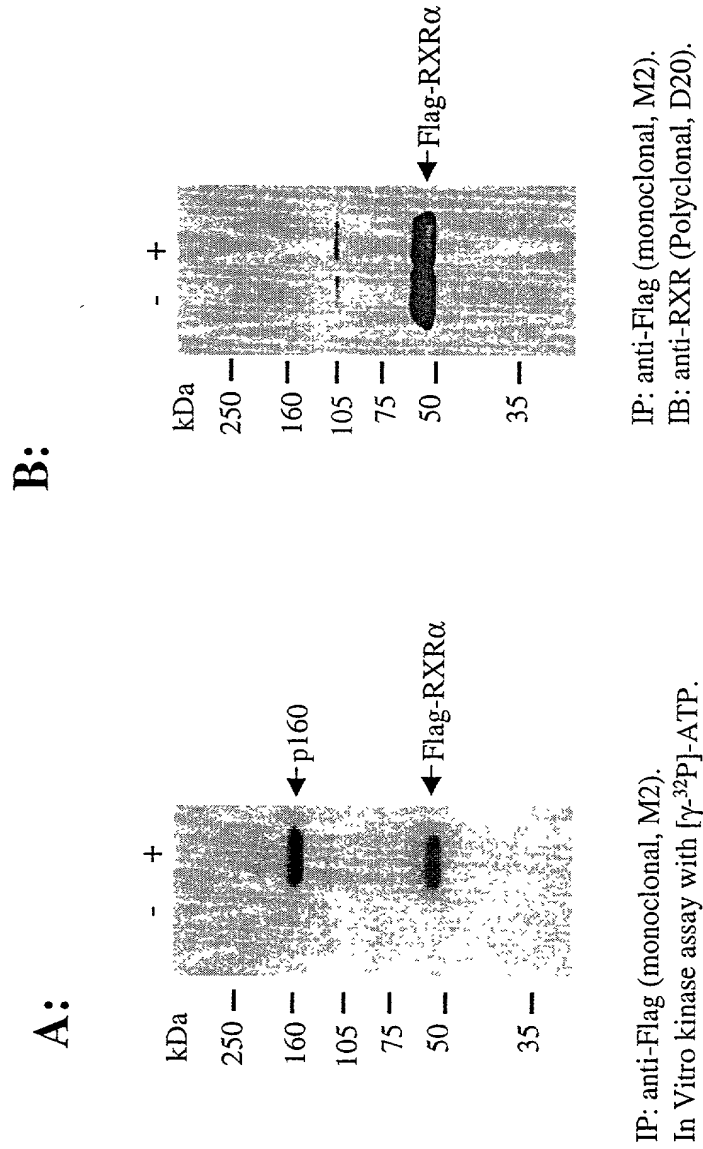 A:
- +
kDa
250
160
105
75
50
35
p160
Flag-RXRα
IP: anti-Flag (monoclonal, M2).
In Vitro kinase assay with [γ-³²P]-ATP.
B:
- +
kDa
250
160
105
75
50
35
Flag-RXRα
IP: anti-Flag (monoclonal, M2).
IB: anti-RXR (Polyclonal, D20).